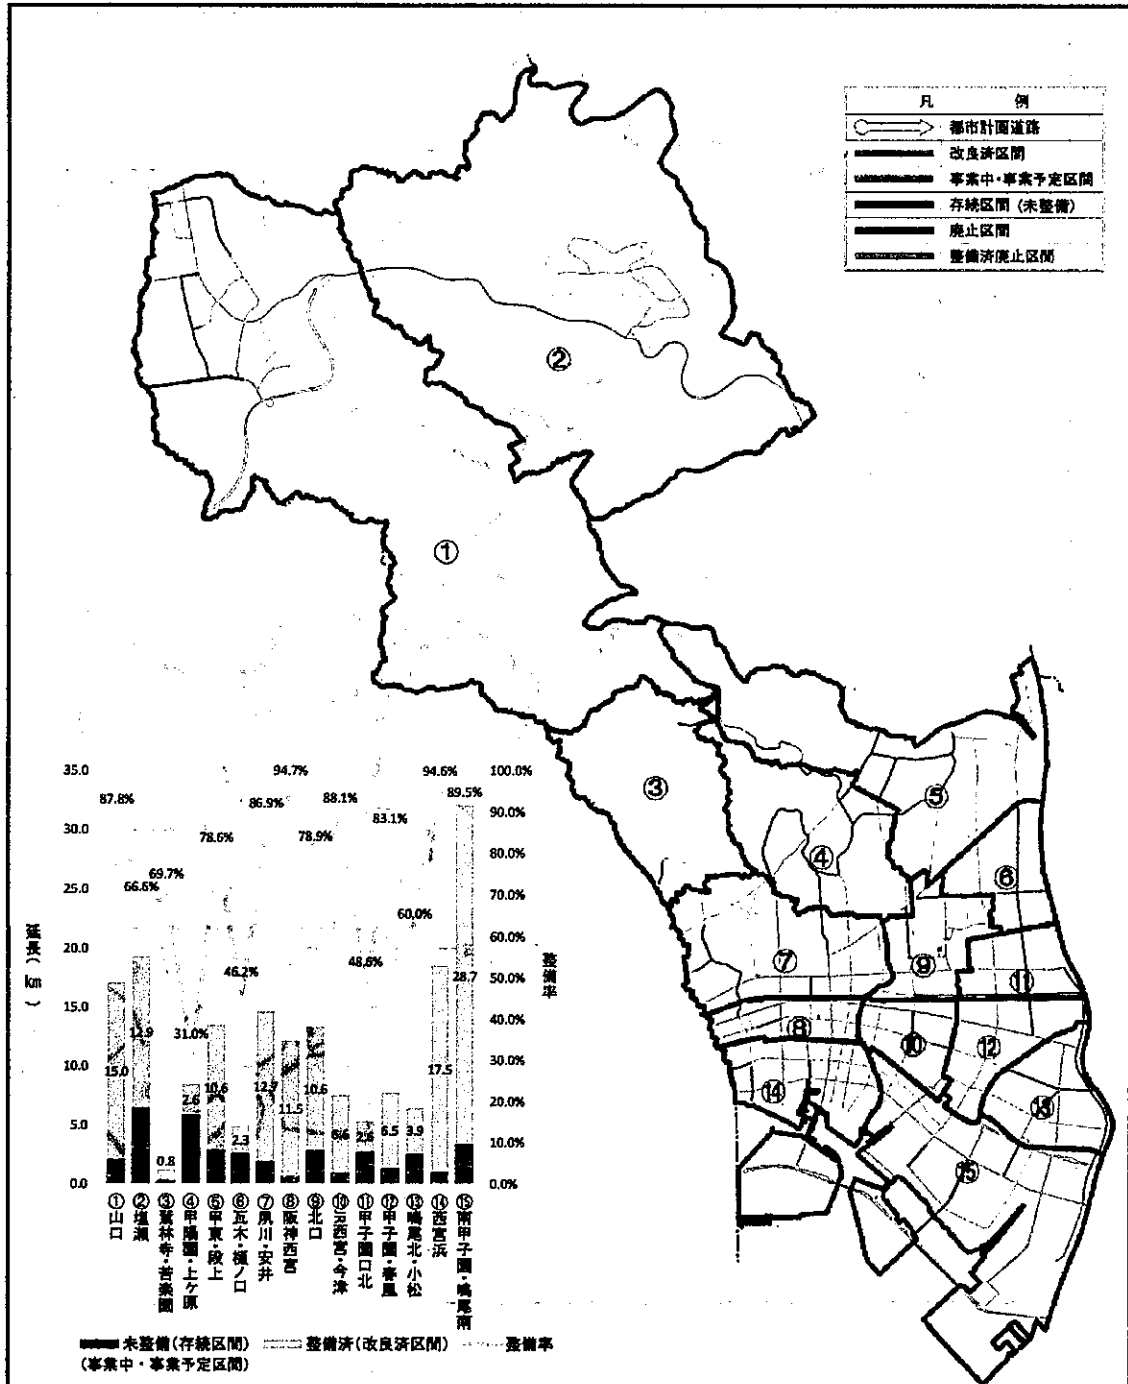 凡 例
都市計画道路
改良済区間
事業中・事業予定区間
存続区間 (未整備)
廃止区間
整備済廃止区間
①
②
③
④
⑤
⑥
⑦
⑧
⑨
⑩
⑪
⑫
⑬
⑭
⑮
延長( km (
35.0
30.0
25.0
20.0
15.0
10.0
5.0
0.0
87.8%
66.6%
69.7%
31.0%
78.6%
46.2%
86.9%
94.7%
78.9%
88.1%
48.6%
83.1%
60.0%
94.6%
89.5%
15.0
12.9
0.8
2.6
10.6
2.3
12.7
11.5
10.6
6.6
2.6
6.5
3.9
17.5
28.7
整備率
100.0%
90.0%
80.0%
70.0%
60.0%
50.0%
40.0%
30.0%
20.0%
10.0%
0.0%
①山口
②塩瀬
③鷲林寺・苦楽園
④甲陽園・上ケ原
⑤甲東・段上
⑥瓦木・樋ノ口
⑦夙川・安井
⑧阪神西宮
⑨北口
⑩JR西宮・今津
⑪甲子園口北
⑫甲子園・春風
⑬鳴尾北・小松
⑭西宮浜
⑮南甲子園・鳴尾南
未整備(存続区間) 整備済(改良済区間) 整備率
(事業中・事業予定区間)